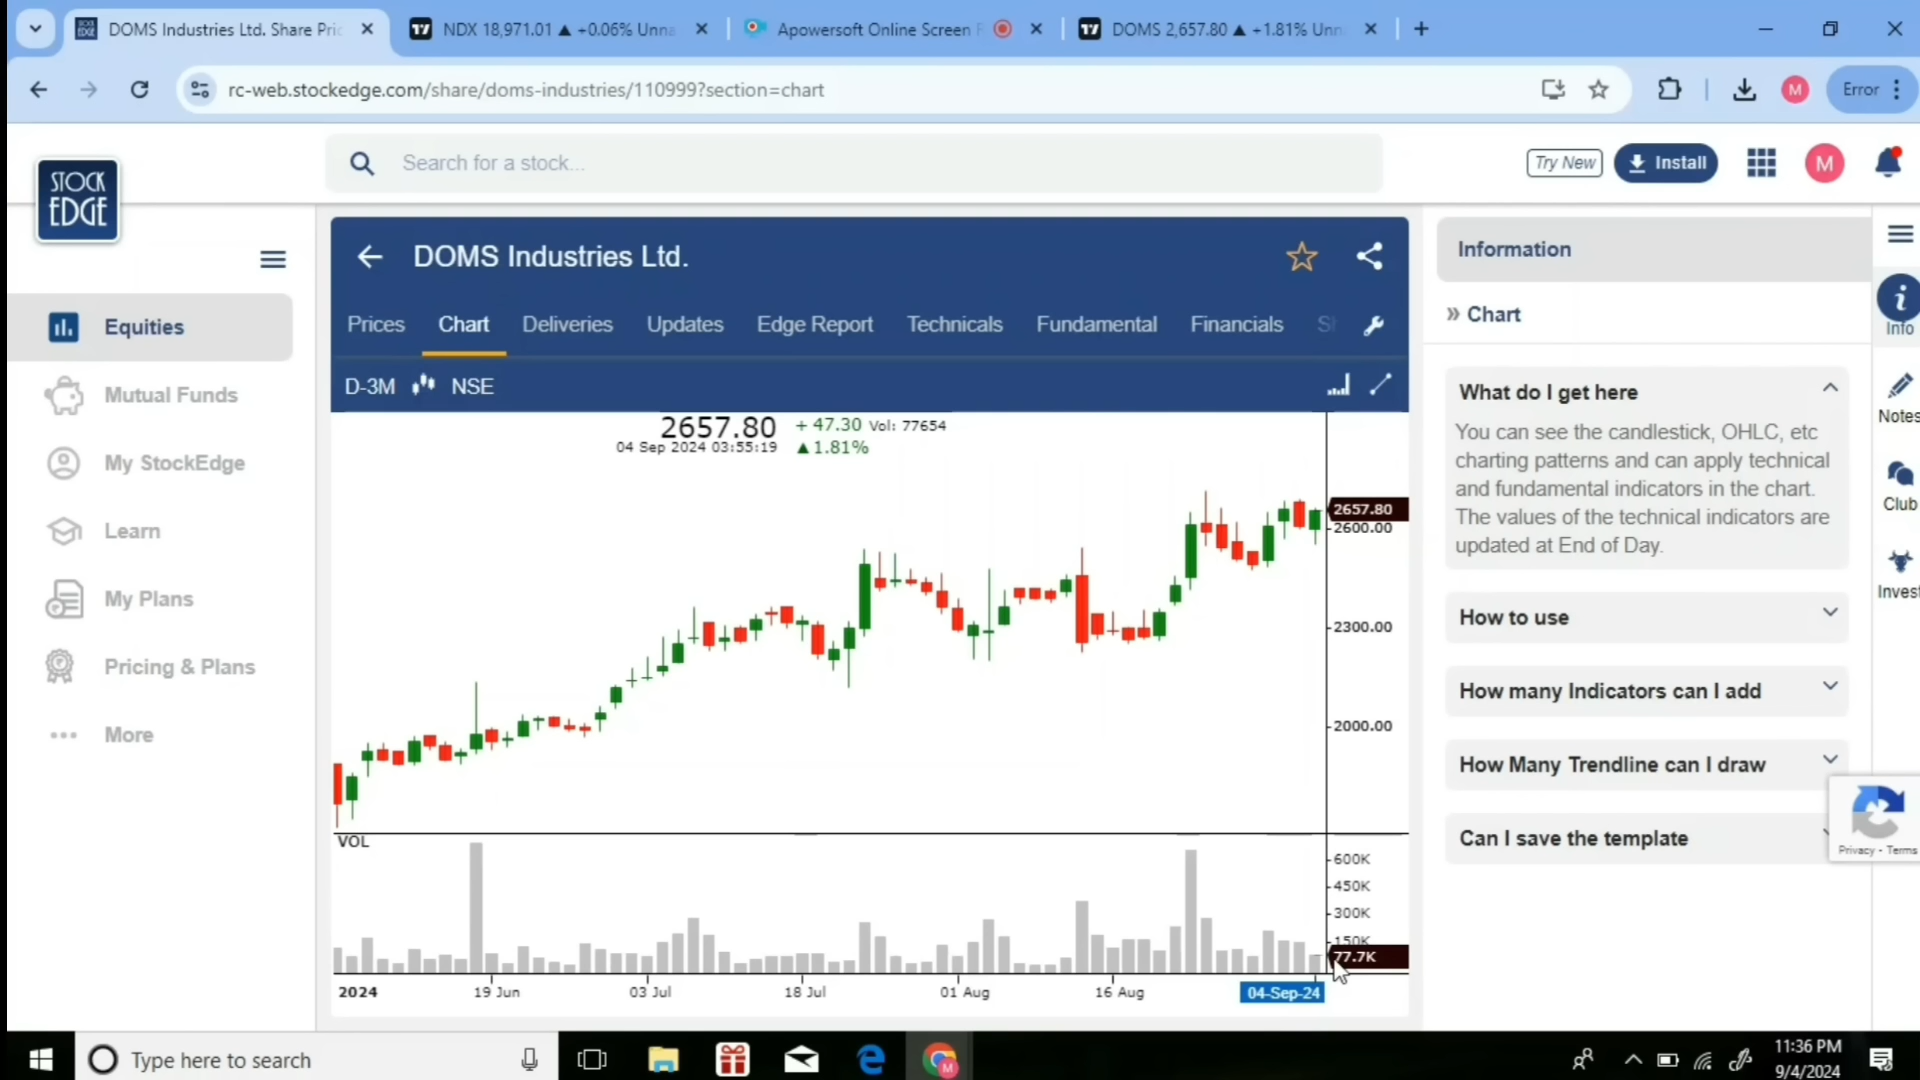 DOMS Industries Ltd. Share Pric
NDX 18,971.01 ▲ +0.06% Unna
Apowersoft Online Screen R
DOMS 2,657.80 ▲ +1.81% Unn
rc-web.stockedge.com/share/doms-industries/110999?section=chart
M
Error
STOCK
EDGE
Search for a stock...
Try New
Install
M
Equities
Mutual Funds
My StockEdge
Learn
My Plans
Pricing & Plans
More
DOMS Industries Ltd.
Prices Chart Deliveries Updates Edge Report Technicals Fundamental Financials
D-3M NSE
2657.80 + 47.30 Vol: 77654
04 Sep 2024 03:55:19 ▲1.81%
2657.80
2600.00
2300.00
2000.00
VOL
600K
450K
300K
150K
77.7K
2024 19 Jun 03 Jul 18 Jul 01 Aug 16 Aug 04-Sep-24
Information
» Chart
What do I get here
You can see the candlestick, OHLC, etc
charting patterns and can apply technical
and fundamental indicators in the chart.
The values of the technical indicators are
updated at End of Day.
How to use
How many Indicators can I add
How Many Trendline can I draw
Can I save the template
Info
Notes
Club
Invest
Privacy - Terms
Type here to search
11:36 PM
9/4/2024